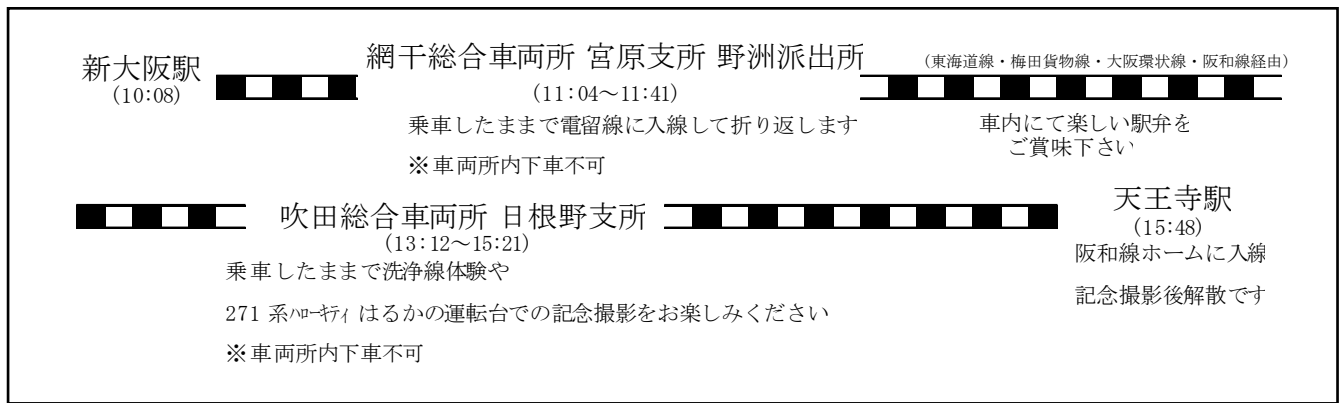 新大阪駅
(10:08)
網干総合車両所 宮原支所 野洲派出所
(11:04～11:41)
乗車したままで電留線に入線して折り返します
※車両所内下車不可
(東海道線・梅田貨物線・大阪環状線・阪和線経由)
車内にて楽しい駅弁を
ご賞味下さい
吹田総合車両所 日根野支所
(13:12～15:21)
乗車したままで洗浄線体験や
271 系ﾊﾛｰｷﾃｨ はるかの運転台での記念撮影をお楽しみください
※車両所内下車不可
天王寺駅
(15:48)
阪和線ホームに入線
記念撮影後解散です